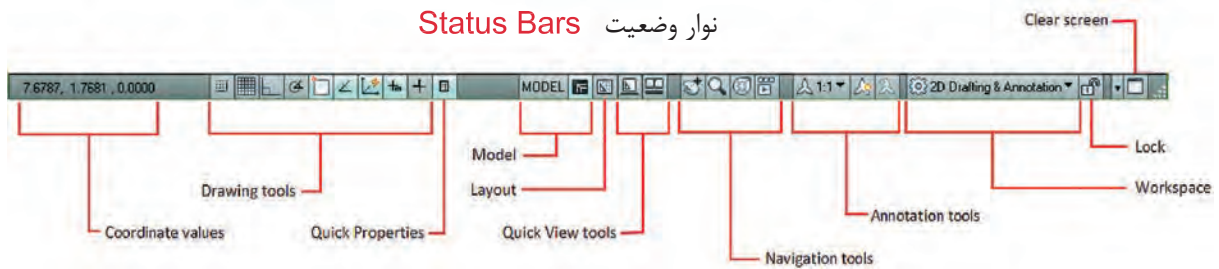 نوار وضعیت Status Bars
Clear screen
7.6787, 1.7681 , 0.0000
MODEL
1:1
2D Drafting & Annotation
Model
Lock
Drawing tools
Layout
Workspace
Annotation tools
Coordinate values
Quick Properties
Quick View tools
Navigation tools